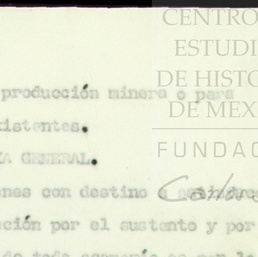 CENTRO
ESTUDI
DE HISTO
DE MEX
FUNDAC
producción minera o para
xistentes.
A GENERAL.
nes con destino a
ción por el sustento y por